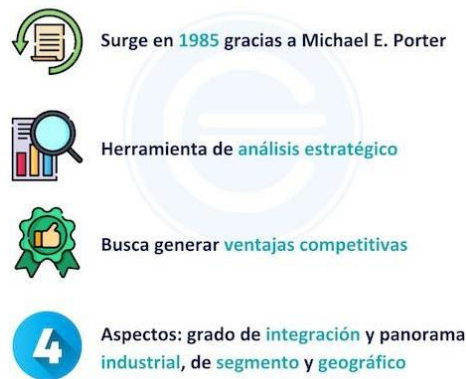 Surge en 1985 gracias a Michael E. Porter
Herramienta de análisis estratégico
Busca generar ventajas competitivas
4
Aspectos: grado de integración y panorama
industrial, de segmento y geográfico